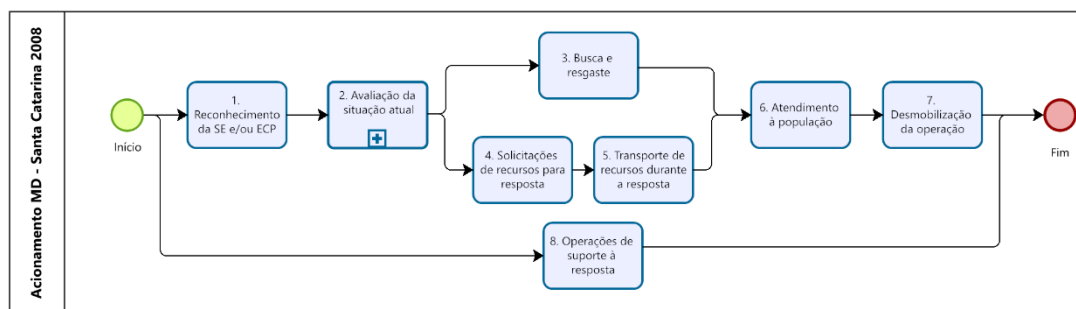 Acionamento MD - Santa Catarina 2008
Início
1.
Reconhecimento
da SE e/ou ECP
2. Avaliação da
situação atual
3. Busca e
resgaste
4. Solicitações
de recursos para
resposta
5. Transporte de
recursos durante
a resposta
6. Atendimento
à população
7.
Desmobilização
da operação
8. Operações de
suporte à
resposta
Fim